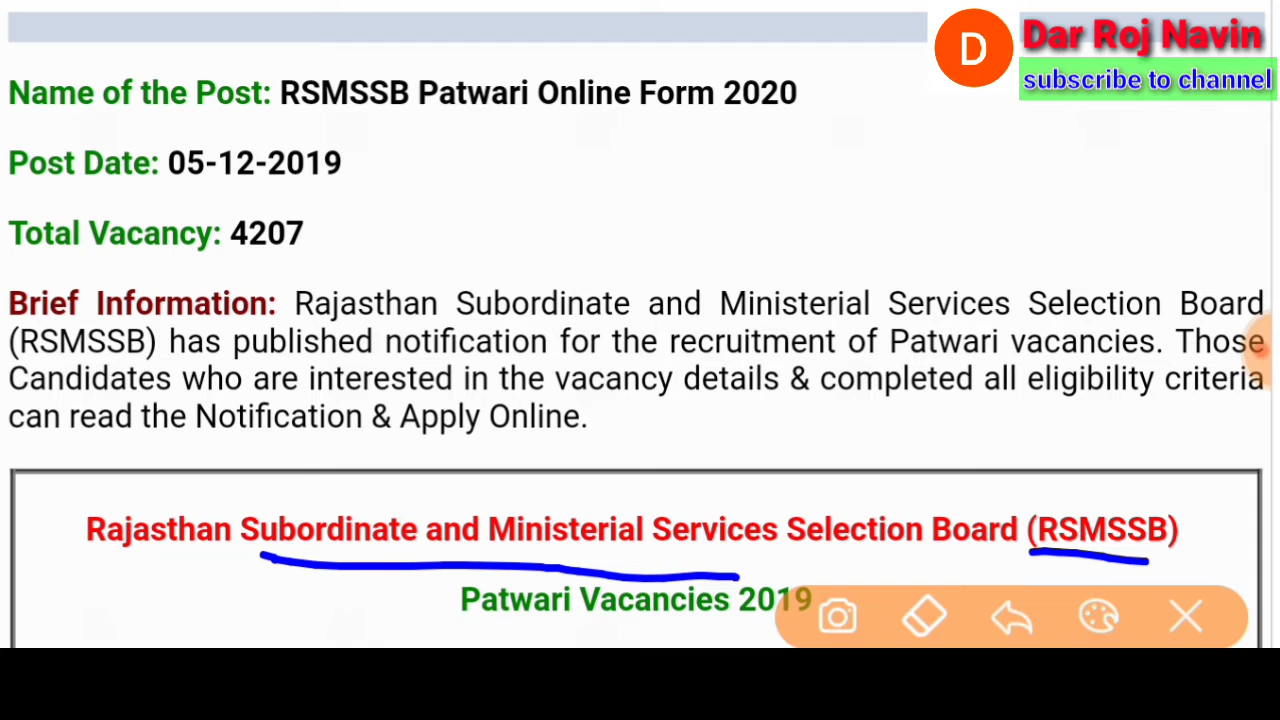 D
Dar Roj Navin
subscribe to channel
Name of the Post: RSMSSB Patwari Online Form 2020
Post Date: 05-12-2019
Total Vacancy: 4207
Brief Information: Rajasthan Subordinate and Ministerial Services Selection Board
(RSMSSB) has published notification for the recruitment of Patwari vacancies. Those
Candidates who are interested in the vacancy details & completed all eligibility criteria
can read the Notification & Apply Online.
Rajasthan Subordinate and Ministerial Services Selection Board (RSMSSB)
Patwari Vacancies 2019